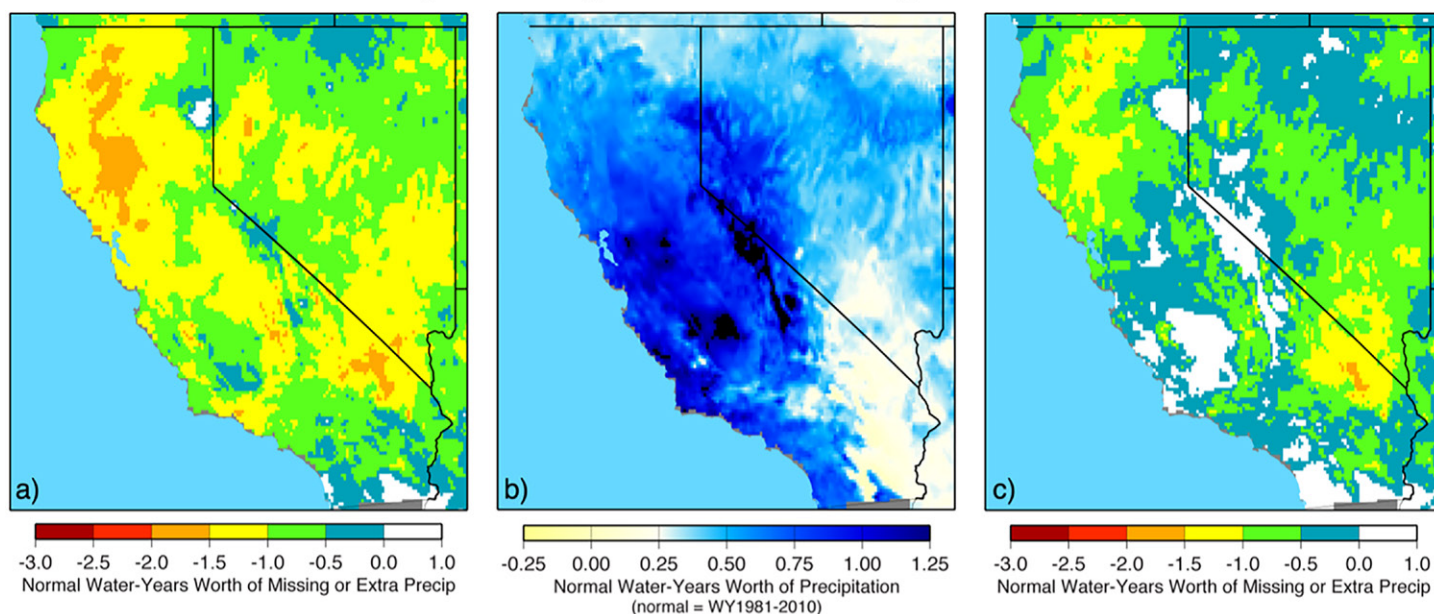 a)
b)
c)
-3.0 -2.5 -2.0 -1.5 -1.0 -0.5 0.0 1.0
Normal Water-Years Worth of Missing or Extra Precip
-0.25 0.00 0.25 0.50 0.75 1.00 1.25
Normal Water-Years Worth of Precipitation
(normal = WY1981-2010)
-3.0 -2.5 -2.0 -1.5 -1.0 -0.5 0.0 1.0
Normal Water-Years Worth of Missing or Extra Precip